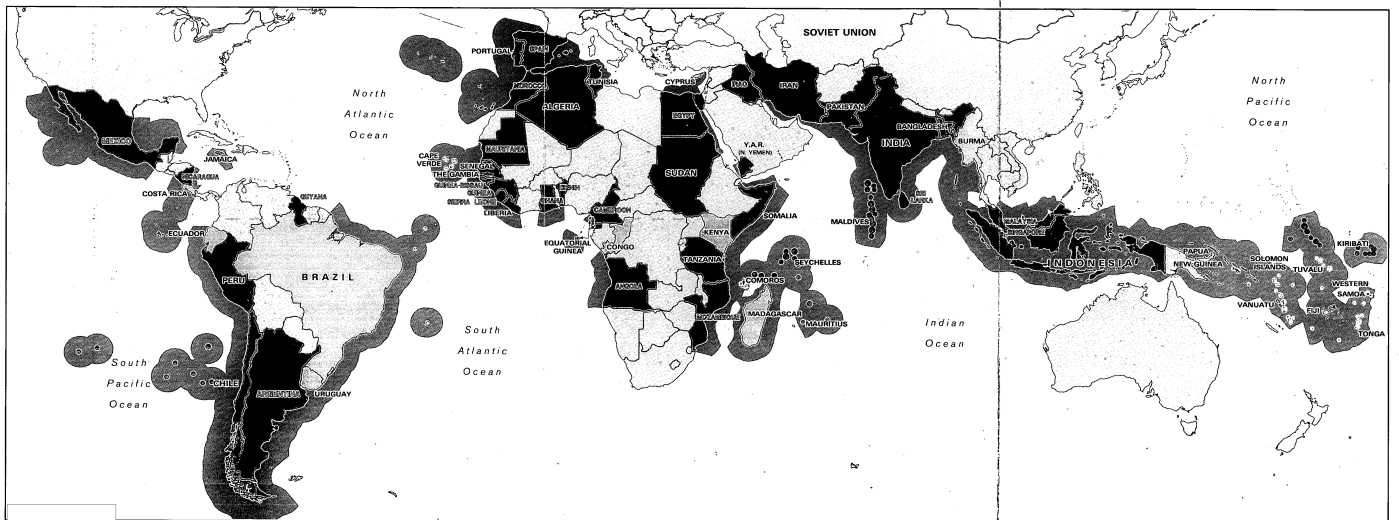 SOVIET UNION
PORTUGAL
SPAIN
MOROCCO
ALGERIA
TUNISIA
CYPRUS
EGYPT
IRAQ
IRAN
PAKISTAN
BANGLADESH
INDIA
BURMA
North
Atlantic
Ocean
North
Pacific
Ocean
MEXICO
JAMAICA
NICARAGUA
COSTA RICA
GUYANA
ECUADOR
PERU
BRAZIL
CHILE
ARGENTINA
URUGUAY
South
Pacific
Ocean
South
Atlantic
Ocean
CAPE
VERDE
MAURITANIA
SENEGAL
THE GAMBIA
GUINEA-BISSAU
GUINEA
SIERRA LEONE
LIBERIA
GHANA
BENIN
CAMEROON
EQUATORIAL
GUINEA
CONGO
ANGOLA
SUDAN
Y.A.R.
(N. YEMEN)
SOMALIA
KENYA
TANZANIA
SEYCHELLES
COMOROS
MOZAMBIQUE
MADAGASCAR
MAURITIUS
MALDIVES
SRI
LANKA
Indian
Ocean
MALAYSIA
SINGAPORE
INDONESIA
PAPUA
NEW GUINEA
SOLOMON
ISLANDS
TUVALU
KIRIBATI
WESTERN
SAMOA
VANUATU
FIJI
TONGA